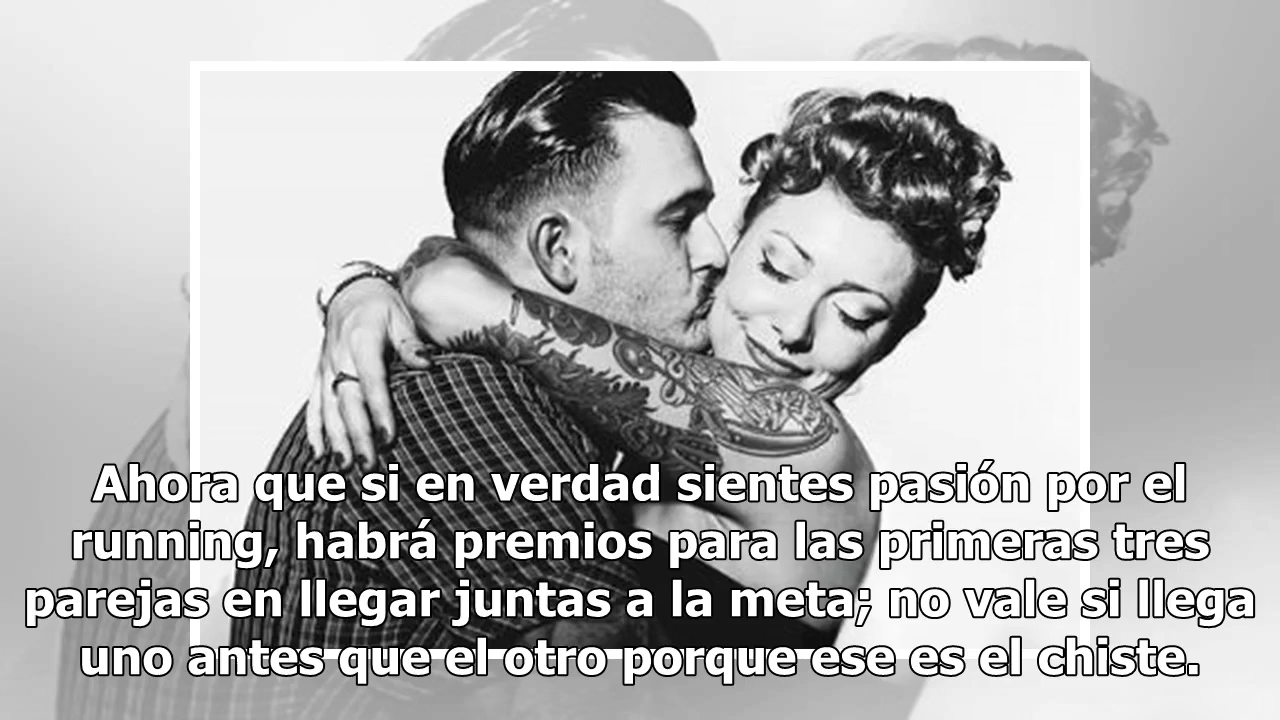 Ahora que si en verdad sientes pasión por el
running, habrá premios para las primeras tres
parejas en llegar juntas a la meta; no vale si llega
uno antes que el otro porque ese es el chiste.